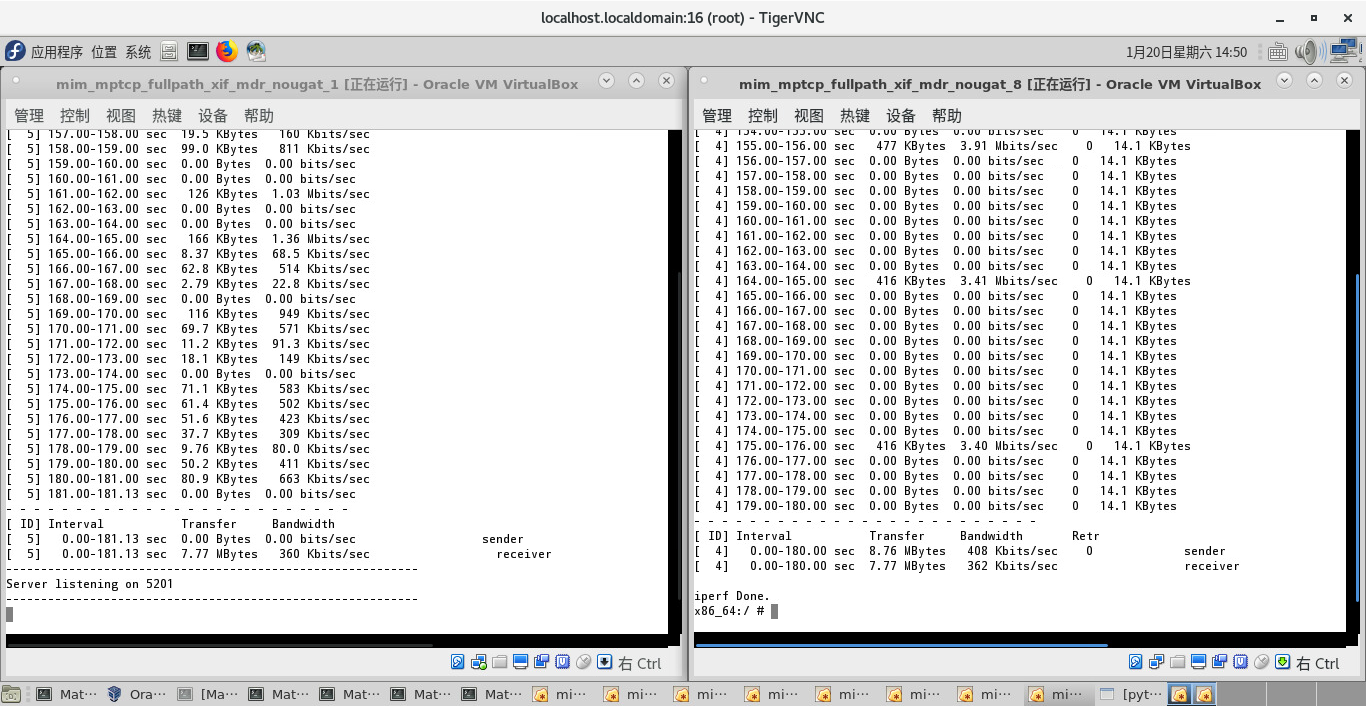 localhost.localdomain:16 (root) - TigerVNC
应用程序 位置 系统
1月20日星期六 14:50
mim_mptcp_fullpath_xif_mdr_nougat_1 [正在运行] - Oracle VM VirtualBox
管理 控制 视图 热键 设备 帮助
[  5] 157.00-158.00 sec  19.5 KBytes   160 Kbits/sec
[  5] 158.00-159.00 sec  99.0 KBytes   811 Kbits/sec
[  5] 159.00-160.00 sec  0.00 Bytes  0.00 bits/sec
[  5] 160.00-161.00 sec  0.00 Bytes  0.00 bits/sec
[  5] 161.00-162.00 sec   126 KBytes  1.03 Mbits/sec
[  5] 162.00-163.00 sec  0.00 Bytes  0.00 bits/sec
[  5] 163.00-164.00 sec  0.00 Bytes  0.00 bits/sec
[  5] 164.00-165.00 sec   166 KBytes  1.36 Mbits/sec
[  5] 165.00-166.00 sec  8.37 KBytes  68.5 Kbits/sec
[  5] 166.00-167.00 sec  62.8 KBytes   514 Kbits/sec
[  5] 167.00-168.00 sec  2.79 KBytes  22.8 Kbits/sec
[  5] 168.00-169.00 sec  0.00 Bytes  0.00 bits/sec
[  5] 169.00-170.00 sec   116 KBytes   949 Kbits/sec
[  5] 170.00-171.00 sec  69.7 KBytes   571 Kbits/sec
[  5] 171.00-172.00 sec  11.2 KBytes  91.3 Kbits/sec
[  5] 172.00-173.00 sec  18.1 KBytes   149 Kbits/sec
[  5] 173.00-174.00 sec  0.00 Bytes  0.00 bits/sec
[  5] 174.00-175.00 sec  71.1 KBytes   583 Kbits/sec
[  5] 175.00-176.00 sec  61.4 KBytes   502 Kbits/sec
[  5] 176.00-177.00 sec  51.6 KBytes   423 Kbits/sec
[  5] 177.00-178.00 sec  37.7 KBytes   309 Kbits/sec
[  5] 178.00-179.00 sec  9.76 KBytes  80.0 Kbits/sec
[  5] 179.00-180.00 sec  50.2 KBytes   411 Kbits/sec
[  5] 180.00-181.00 sec  80.9 KBytes   663 Kbits/sec
[  5] 181.00-181.13 sec  0.00 Bytes  0.00 bits/sec
- - - - - - - - - - - - - - - - - - - - - - - - -
[ ID] Interval           Transfer     Bandwidth
[  5]   0.00-181.13 sec  0.00 Bytes  0.00 bits/sec                  sender
[  5]   0.00-181.13 sec  7.77 MBytes   360 Kbits/sec                  receiver
-----------------------------------------------------------
Server listening on 5201
-----------------------------------------------------------
右 Ctrl
mim_mptcp_fullpath_xif_mdr_nougat_8 [正在运行] - Oracle VM VirtualBox
管理 控制 视图 热键 设备 帮助
[  4] 154.00-155.00 sec  0.00 Bytes  0.00 bits/sec    0   14.1 KBytes
[  4] 155.00-156.00 sec   477 KBytes  3.91 Mbits/sec    0   14.1 KBytes
[  4] 156.00-157.00 sec  0.00 Bytes  0.00 bits/sec    0   14.1 KBytes
[  4] 157.00-158.00 sec  0.00 Bytes  0.00 bits/sec    0   14.1 KBytes
[  4] 158.00-159.00 sec  0.00 Bytes  0.00 bits/sec    0   14.1 KBytes
[  4] 159.00-160.00 sec  0.00 Bytes  0.00 bits/sec    0   14.1 KBytes
[  4] 160.00-161.00 sec  0.00 Bytes  0.00 bits/sec    0   14.1 KBytes
[  4] 161.00-162.00 sec  0.00 Bytes  0.00 bits/sec    0   14.1 KBytes
[  4] 162.00-163.00 sec  0.00 Bytes  0.00 bits/sec    0   14.1 KBytes
[  4] 163.00-164.00 sec  0.00 Bytes  0.00 bits/sec    0   14.1 KBytes
[  4] 164.00-165.00 sec   416 KBytes  3.41 Mbits/sec    0   14.1 KBytes
[  4] 165.00-166.00 sec  0.00 Bytes  0.00 bits/sec    0   14.1 KBytes
[  4] 166.00-167.00 sec  0.00 Bytes  0.00 bits/sec    0   14.1 KBytes
[  4] 167.00-168.00 sec  0.00 Bytes  0.00 bits/sec    0   14.1 KBytes
[  4] 168.00-169.00 sec  0.00 Bytes  0.00 bits/sec    0   14.1 KBytes
[  4] 169.00-170.00 sec  0.00 Bytes  0.00 bits/sec    0   14.1 KBytes
[  4] 170.00-171.00 sec  0.00 Bytes  0.00 bits/sec    0   14.1 KBytes
[  4] 171.00-172.00 sec  0.00 Bytes  0.00 bits/sec    0   14.1 KBytes
[  4] 172.00-173.00 sec  0.00 Bytes  0.00 bits/sec    0   14.1 KBytes
[  4] 173.00-174.00 sec  0.00 Bytes  0.00 bits/sec    0   14.1 KBytes
[  4] 174.00-175.00 sec  0.00 Bytes  0.00 bits/sec    0   14.1 KBytes
[  4] 175.00-176.00 sec   416 KBytes  3.40 Mbits/sec    0   14.1 KBytes
[  4] 176.00-177.00 sec  0.00 Bytes  0.00 bits/sec    0   14.1 KBytes
[  4] 177.00-178.00 sec  0.00 Bytes  0.00 bits/sec    0   14.1 KBytes
[  4] 178.00-179.00 sec  0.00 Bytes  0.00 bits/sec    0   14.1 KBytes
[  4] 179.00-180.00 sec  0.00 Bytes  0.00 bits/sec    0   14.1 KBytes
- - - - - - - - - - - - - - - - - - - - - - - - -
[ ID] Interval           Transfer     Bandwidth       Retr
[  4]   0.00-180.00 sec  8.76 MBytes   408 Kbits/sec    0             sender
[  4]   0.00-180.00 sec  7.77 MBytes   362 Kbits/sec                  receiver
iperf Done.
x86_64:/ #
右 Ctrl
Mat··· Ora··· [Ma··· Mat··· Mat··· Mat··· Mat··· mi··· mi··· mi··· mi··· mi··· mi··· mi··· mi··· [pyt···